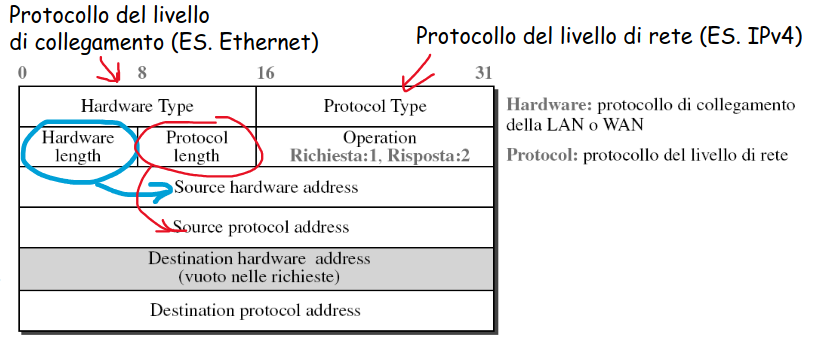 Protocollo del livello
di collegamento (ES. Ethernet)
Protocollo del livello di rete (ES. IPv4)
0 8 16 31
Hardware Type
Protocol Type
Hardware
length
Protocol
length
Operation
Richiesta:1, Risposta:2
Source hardware address
Source protocol address
Destination hardware address
(vuoto nelle richieste)
Destination protocol address
Hardware: protocollo di collegamento
della LAN o WAN
Protocol: protocollo del livello di rete